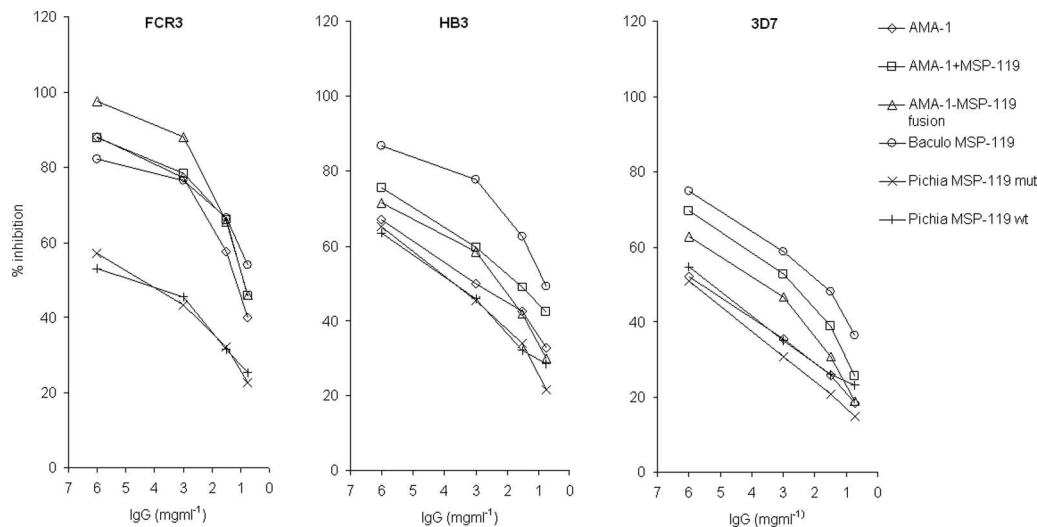 FCR3
HB3
3D7
% inhibition
120
100
80
60
40
20
0
7 6 5 4 3 2 1 0
IgG (mgml-1)
120
100
80
60
40
20
0
7 6 5 4 3 2 1 0
IgG (mgml-1)
120
100
80
60
40
20
0
7 6 5 4 3 2 1 0
IgG (mgml-1)
AMA-1
AMA-1+MSP-119
AMA-1-MSP-119
fusion
Baculo MSP-119
Pichia MSP-119 mut
Pichia MSP-119 wt